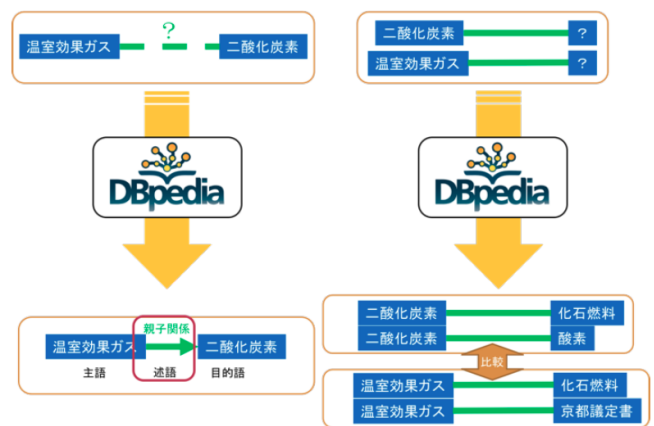 ?
温室効果ガス
二酸化炭素
二酸化炭素
?
温室効果ガス
?
DBpedia
DBpedia
親子関係
温室効果ガス
二酸化炭素
主語
述語
目的語
二酸化炭素
化石燃料
二酸化炭素
酸素
比較
温室効果ガス
化石燃料
温室効果ガス
京都議定書